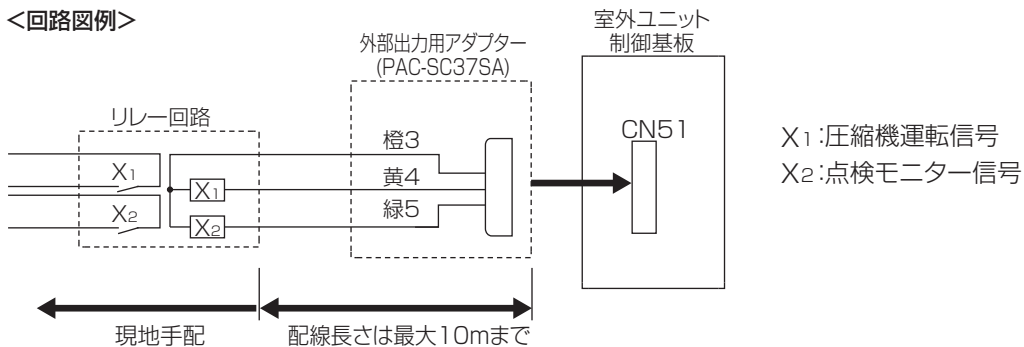 <回路図例>
室外ユニット
制御基板
外部出力用アダプター
(PAC-SC37SA)
リレー回路
橙3
CN51
X1:圧縮機運転信号
X1
黄4
X1
X2:点検モニター信号
X2
緑5
X2
現地手配
配線長さは最大10mまで